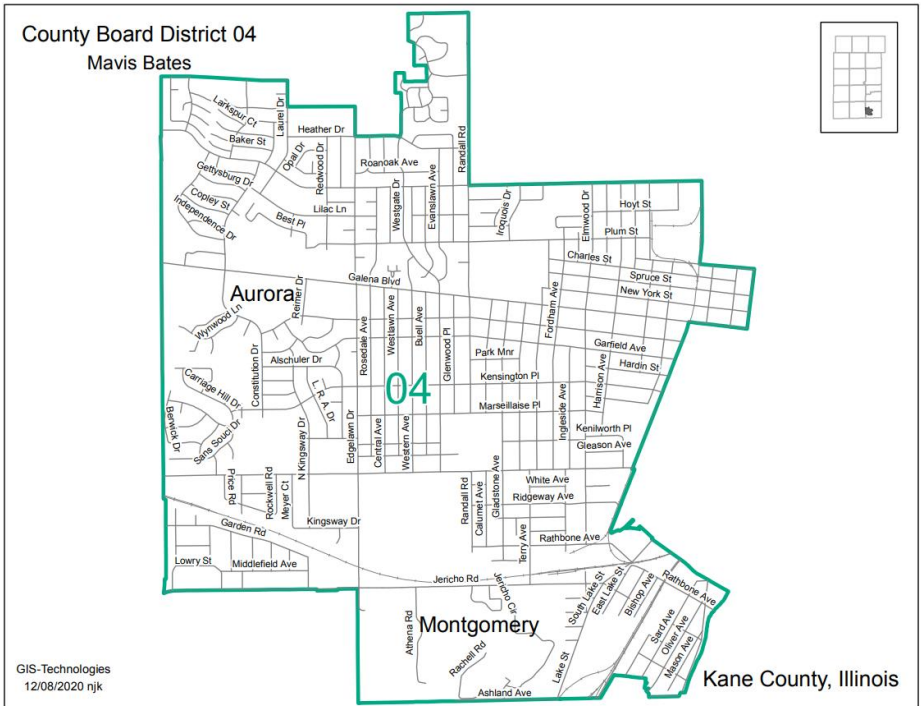 County Board District 04
Mavis Bates
Larkspur Ct
Laurel Dr
Baker St
Heather Dr
Opal Dr
Redwood Dr
Roanoak Ave
Randall Rd
Gettysburg Dr
Westgate Dr
Evanslawn Ave
Copley St
Independence Dr
Best Pl
Lilac Ln
Iroquois Dr
Elmwood Dr
Hoyt St
Plum St
Charles St
Spruce St
New York St
Galena Blvd
Aurora
Reimer Dr
Wynwood Ln
Rosedale Ave
Westlawn Ave
Buell Ave
Glenwood Pl
Fordham Ave
Park Mnr
Garfield Ave
Hardin St
Alschuler Dr
Constitution Dr
Kensington Pl
04
Carriage Hill Dr
L. R. A. Dr
Marseillaise Pl
Harrison Ave
Ingleside Ave
Berwick Dr
Sans Souci Dr
N Kingsway Dr
Edgelawn Dr
Central Ave
Western Ave
Kenilworth Pl
Gleason Ave
Price Rd
Rockwell Rd
Meyer Ct
Randall Rd
Calumet Ave
Gladstone Ave
White Ave
Ridgeway Ave
Garden Rd
Kingsway Dr
Terry Ave
Rathbone Ave
Lowry St
Middlefield Ave
Jericho Rd
Jericho Cir
South Lake St
East Lake St
Bishop Ave
Rathbone Ave
Athena Rd
Montgomery
Sard Ave
Oliver Ave
Mason Ave
Rachell Rd
Lake St
Ashland Ave
GIS-Technologies
12/08/2020 njk
Kane County, Illinois